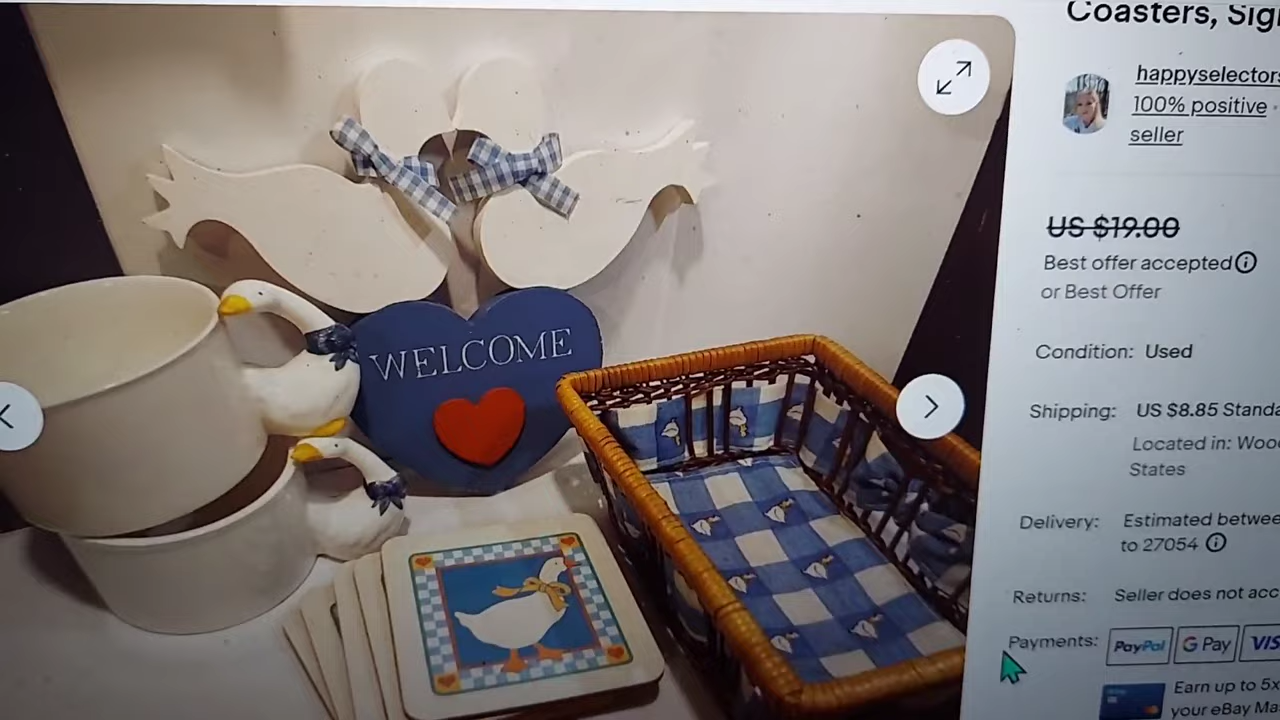 Coasters, Sig
happyselectors
100% positive ·
seller
US $19.00
Best offer accepted
or Best Offer
Condition: Used
Shipping: US $8.85 Standa
Located in: Wood
States
Delivery: Estimated betwee
to 27054
Returns: Seller does not acc
Payments: PayPal G Pay VIS
Earn up to 5x
your eBay Ma
WELCOME